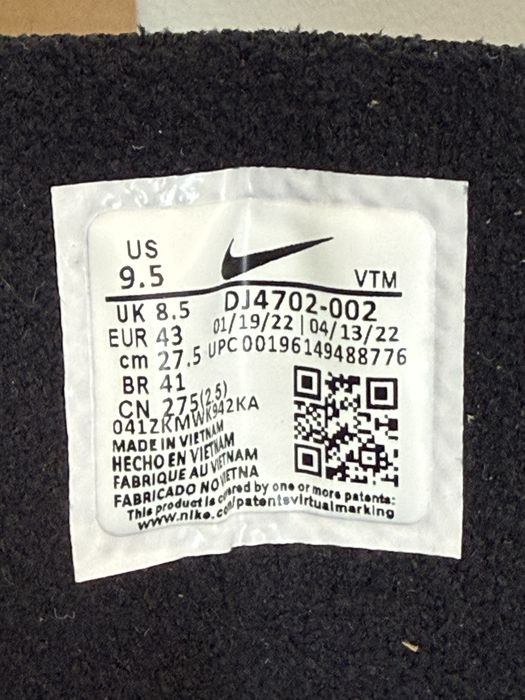 US
9.5
VTM
UK 8.5
DJ4702-002
EUR 43
01/19/22 | 04/13/22
cm 27.5
UPC 00196149488776
BR 41
CN 275(2.5)
041ZKMWK942KA
MADE IN VIETNAM
HECHO EN VIETNAM
FABRIQUE AU VIETNAM
FABRICADO NO VIETNA
This product is covered by one or more patents:
www.nike.com/patentsvirtualmarking